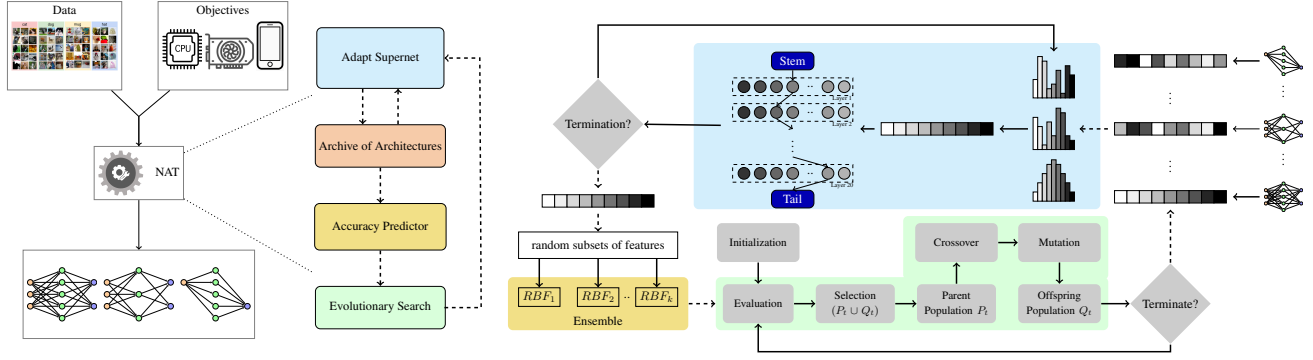 Data
Objectives
CPU
NAT
Adapt Supernet
Archive of Architectures
Accuracy Predictor
Evolutionary Search
Termination?
Stem
Layer 1
Layer 2
Layer 20
Tail
random subsets of features
RBF₁
RBF₂
··
RBFₖ
Ensemble
Initialization
Evaluation
Selection
(Pₜ ∪ Qₜ)
Crossover
Parent
Population Pₜ
Mutation
Offspring
Population Qₜ
Terminate?